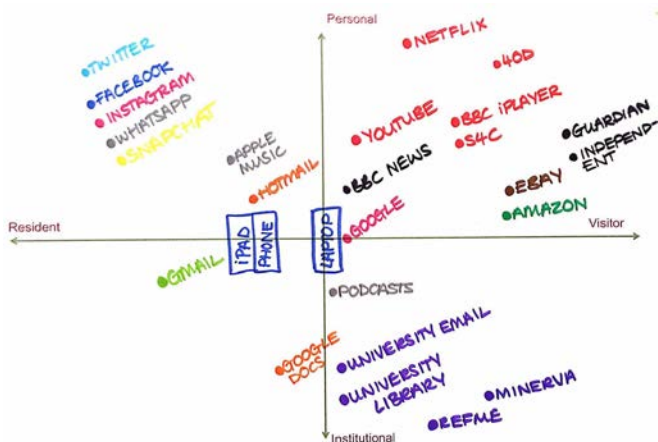 Personal
NETFLIX
TWITTER
40D
FACEBOOK
INSTAGRAM
WHATSAPP
SNAPCHAT
YOUTUBE
BBC iPLAYER
S4C
GUARDIAN
INDEPEND-
ENT
APPLE
MUSIC
BBC NEWS
HOTMAIL
EBAY
AMAZON
Resident
iPAD
PHONE
LAPTOP
GOOGLE
Visitor
GMAIL
PODCASTS
GOOGLE
DOCS
UNIVERSITY EMAIL
UNIVERSITY
LIBRARY
MINERVA
REFME
Institutional